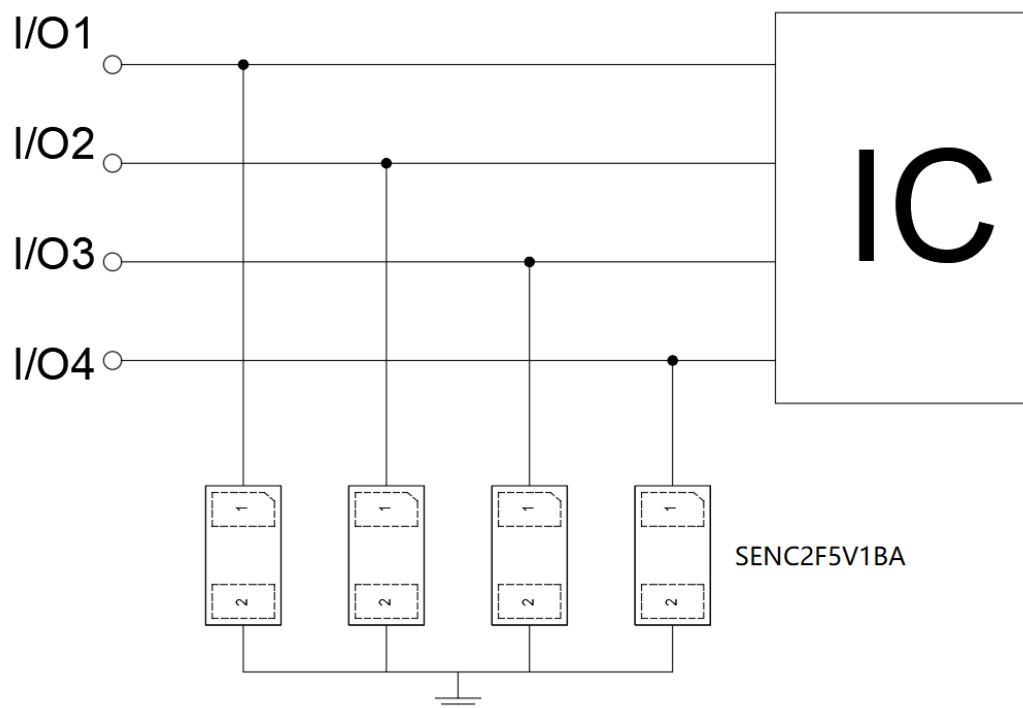 I/O1
I/O2
I/O3
I/O4
IC
1 1 1 1
2 2 2 2
SENC2F5V1BA